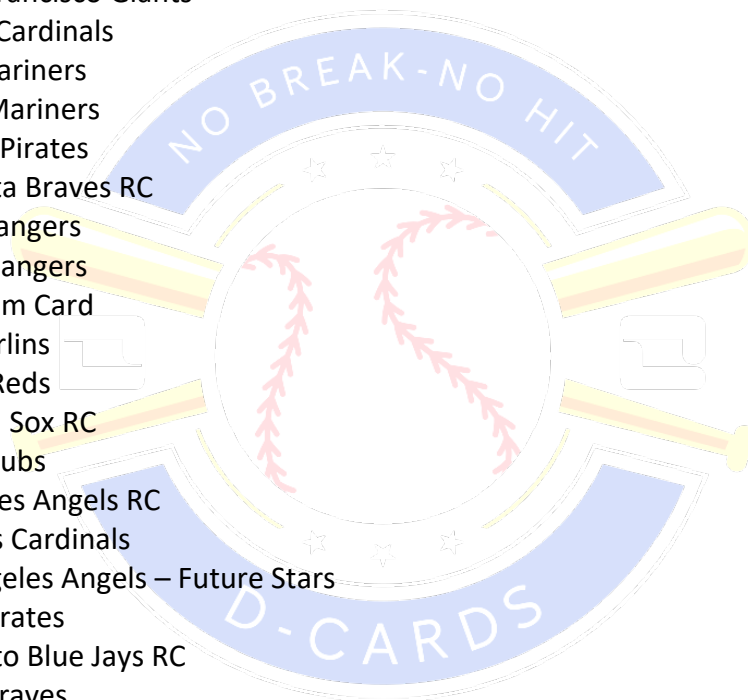 Cardinals
ariners
Mariners
Pirates
ta Braves RC
angers
angers
m Card
rlins
Reds
Sox RC
ubs
es Angels RC
s Cardinals
geles Angels – Future Stars
rates
to Blue Jays RC
NO BREAK-NO HIT
D-CARDS